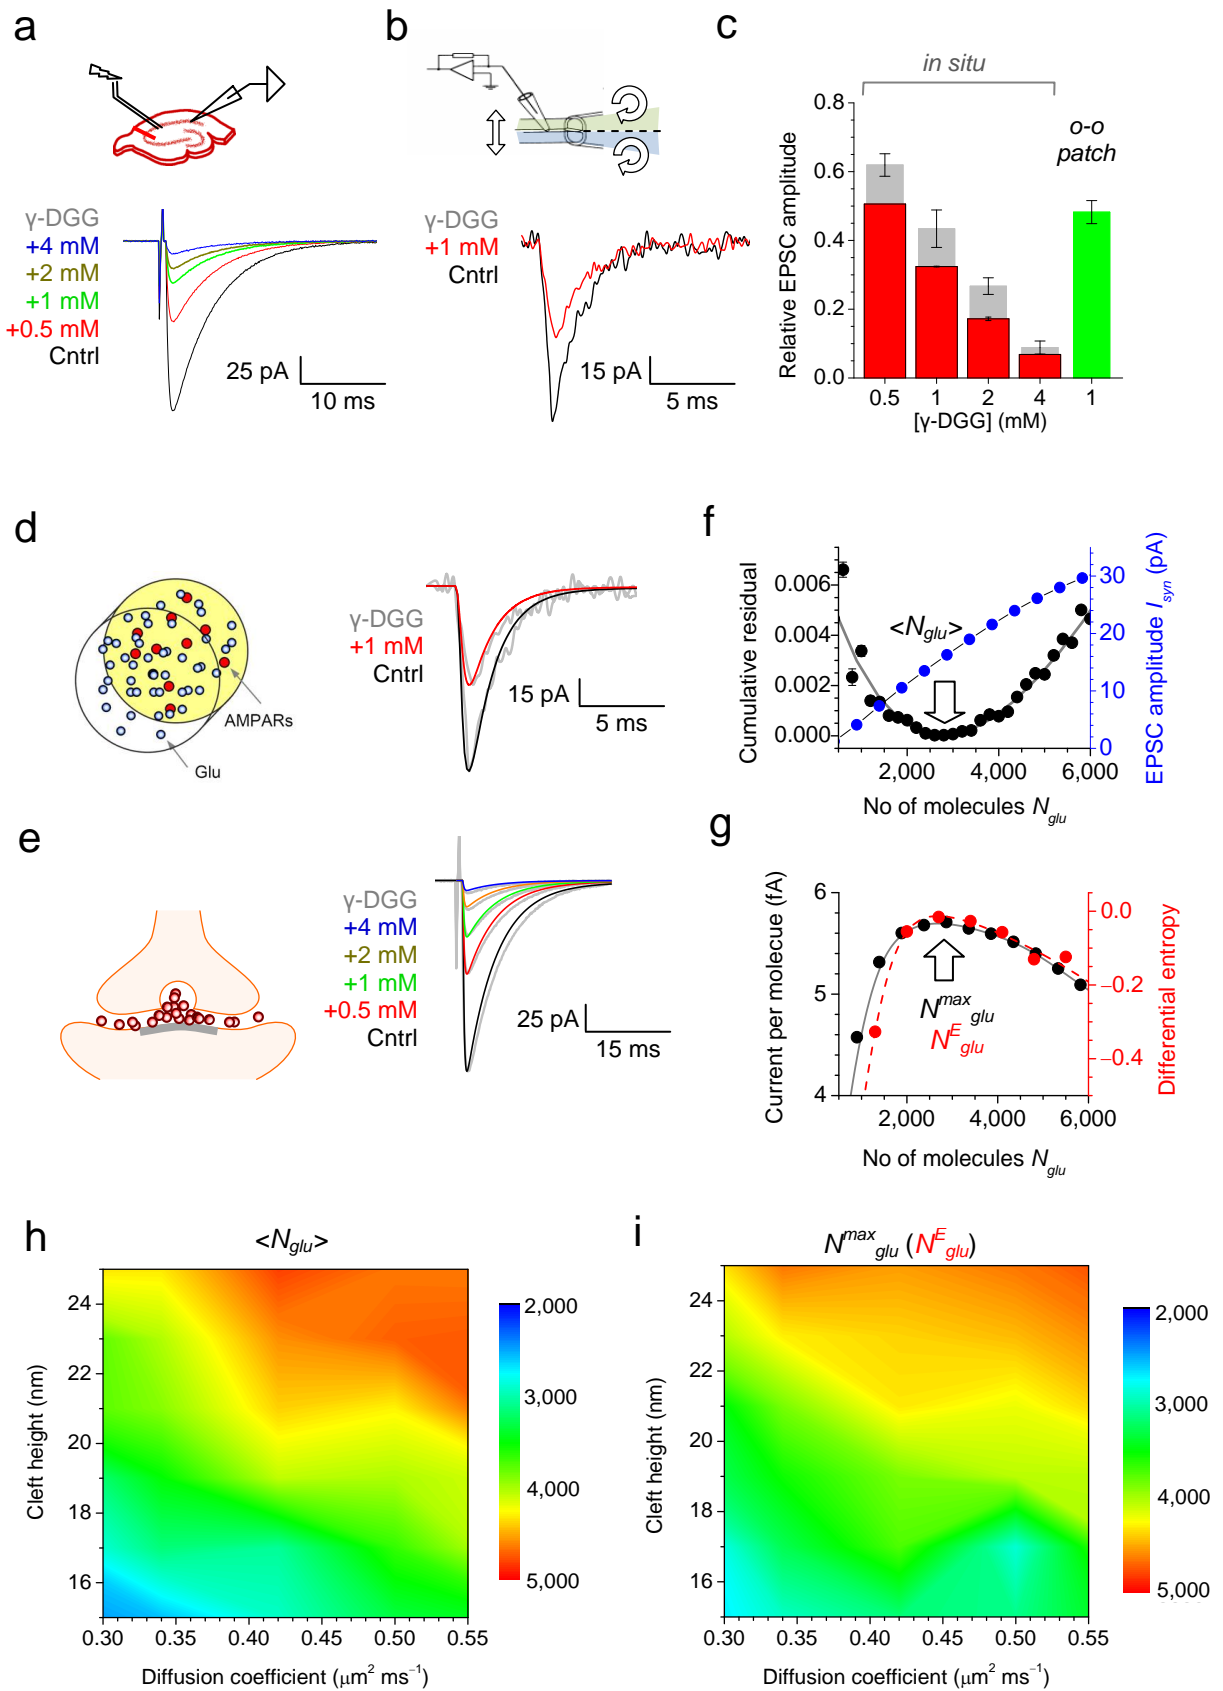 a
b
c
in situ
o-o
patch
Relative EPSC amplitude
0.8
0.6
0.4
0.2
0.0
0.5
1
2
4
1
[γ-DGG] (mM)
γ-DGG
+4 mM
+2 mM
+1 mM
+0.5 mM
Cntrl
25 pA
10 ms
γ-DGG
+1 mM
Cntrl
15 pA
5 ms
d
AMPARs
Glu
γ-DGG
+1 mM
Cntrl
15 pA
5 ms
f
Cumulative residual
0.006
0.004
0.002
0.000
<Nglu>
30
20
10
0
EPSC amplitude Isyn (pA)
2,000
4,000
6,000
No of molecules Nglu
e
γ-DGG
+4 mM
+2 mM
+1 mM
+0.5 mM
Cntrl
25 pA
15 ms
g
Current per molecue (fA)
6
5
4
Nmaxglu
NEglu
0.0
−0.2
−0.4
Differential entropy
2,000
4,000
6,000
No of molecules Nglu
h
<Nglu>
Cleft height (nm)
24
22
20
18
16
0.30
0.35
0.40
0.45
0.50
0.55
Diffusion coefficient (μm2 ms−1)
2,000
3,000
4,000
5,000
i
Nmaxglu (NEglu)
Cleft height (nm)
24
22
20
18
16
0.30
0.35
0.40
0.45
0.50
0.55
Diffusion coefficient (μm2 ms−1)
2,000
3,000
4,000
5,000